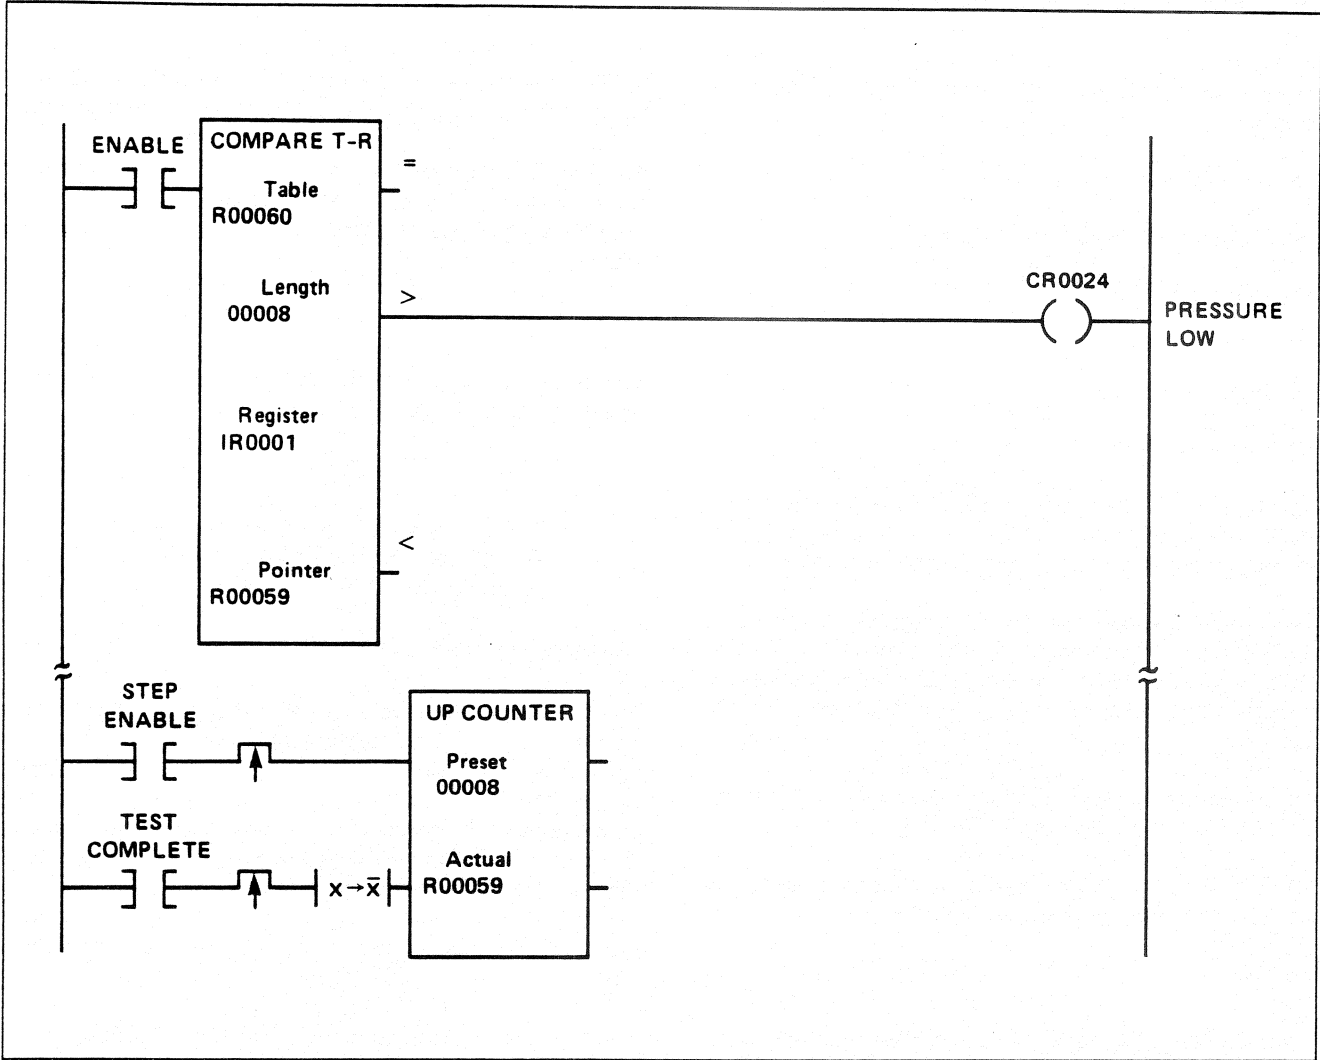 ENABLE
COMPARE T-R
=
Table
R00060
Length
00008
>
CR0024
PRESSURE
LOW
Register
IR0001
<
Pointer
R00059
STEP
ENABLE
UP COUNTER
Preset
00008
TEST
COMPLETE
x→x̅
Actual
R00059